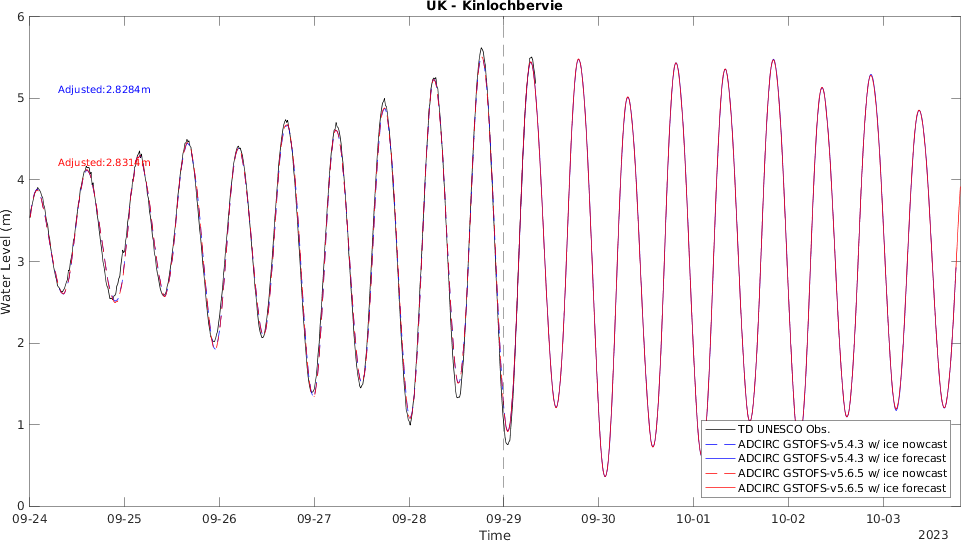 UK - Kinlochbervie
6
5
4
3
2
1
0
Water Level (m)
Adjusted:2.8284m
Adjusted:2.8314m
TD UNESCO Obs.
ADCIRC GSTOFS-v5.4.3 w/ ice nowcast
ADCIRC GSTOFS-v5.4.3 w/ ice forecast
ADCIRC GSTOFS-v5.6.5 w/ ice nowcast
ADCIRC GSTOFS-v5.6.5 w/ ice forecast
09-24 09-25 09-26 09-27 09-28 09-29 09-30 10-01 10-02 10-03
Time
2023